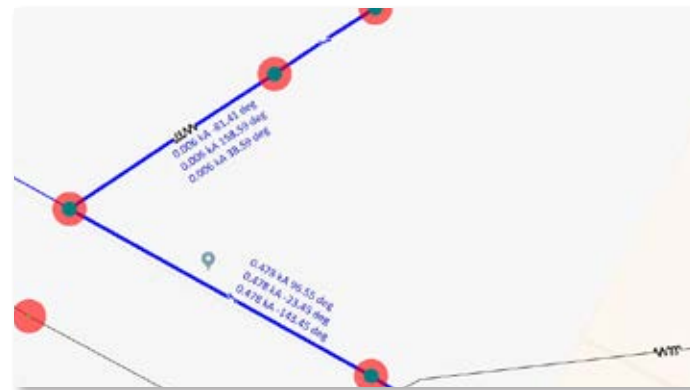 0.006 kA -81.41 deg
0.006 kA 158.59 deg
0.006 kA 38.59 deg
0.478 kA 96.55 deg
0.478 kA -23.45 deg
0.478 kA -143.45 deg